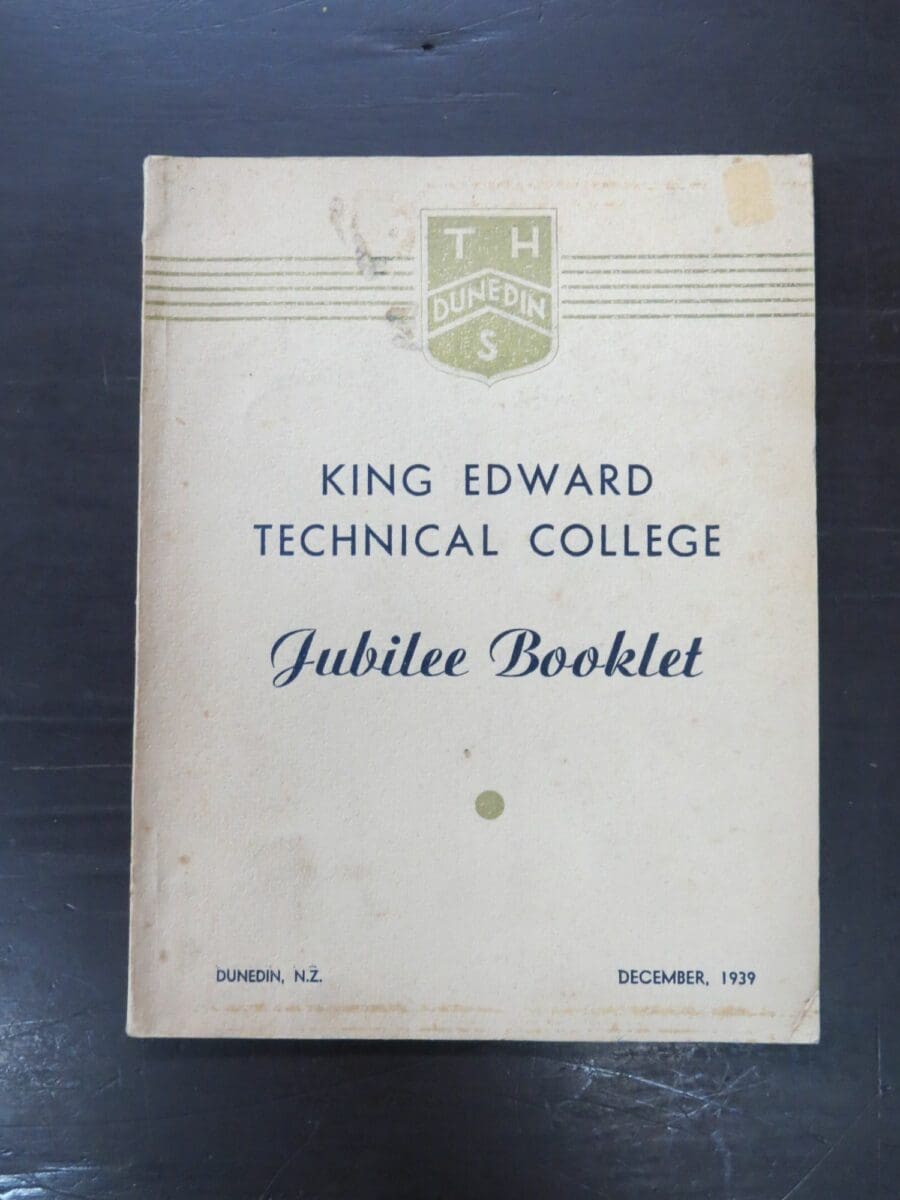 T H
DUNEDIN
S
KING EDWARD
TECHNICAL COLLEGE
Jubilee Booklet
DUNEDIN, N.Z.
DECEMBER, 1939